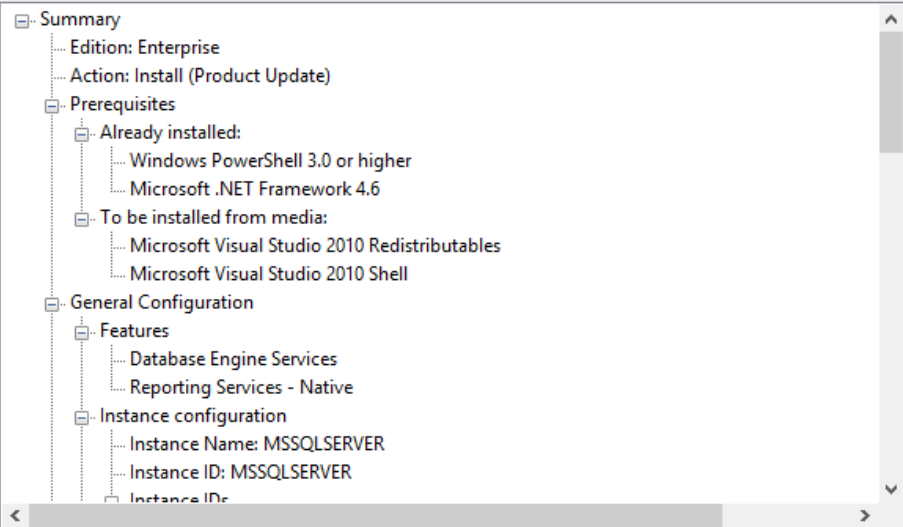 Summary
Edition: Enterprise
Action: Install (Product Update)
Prerequisites
Already installed:
Windows PowerShell 3.0 or higher
Microsoft .NET Framework 4.6
To be installed from media:
Microsoft Visual Studio 2010 Redistributables
Microsoft Visual Studio 2010 Shell
General Configuration
Features
Database Engine Services
Reporting Services - Native
Instance configuration
Instance Name: MSSQLSERVER
Instance ID: MSSQLSERVER
Instance IDs